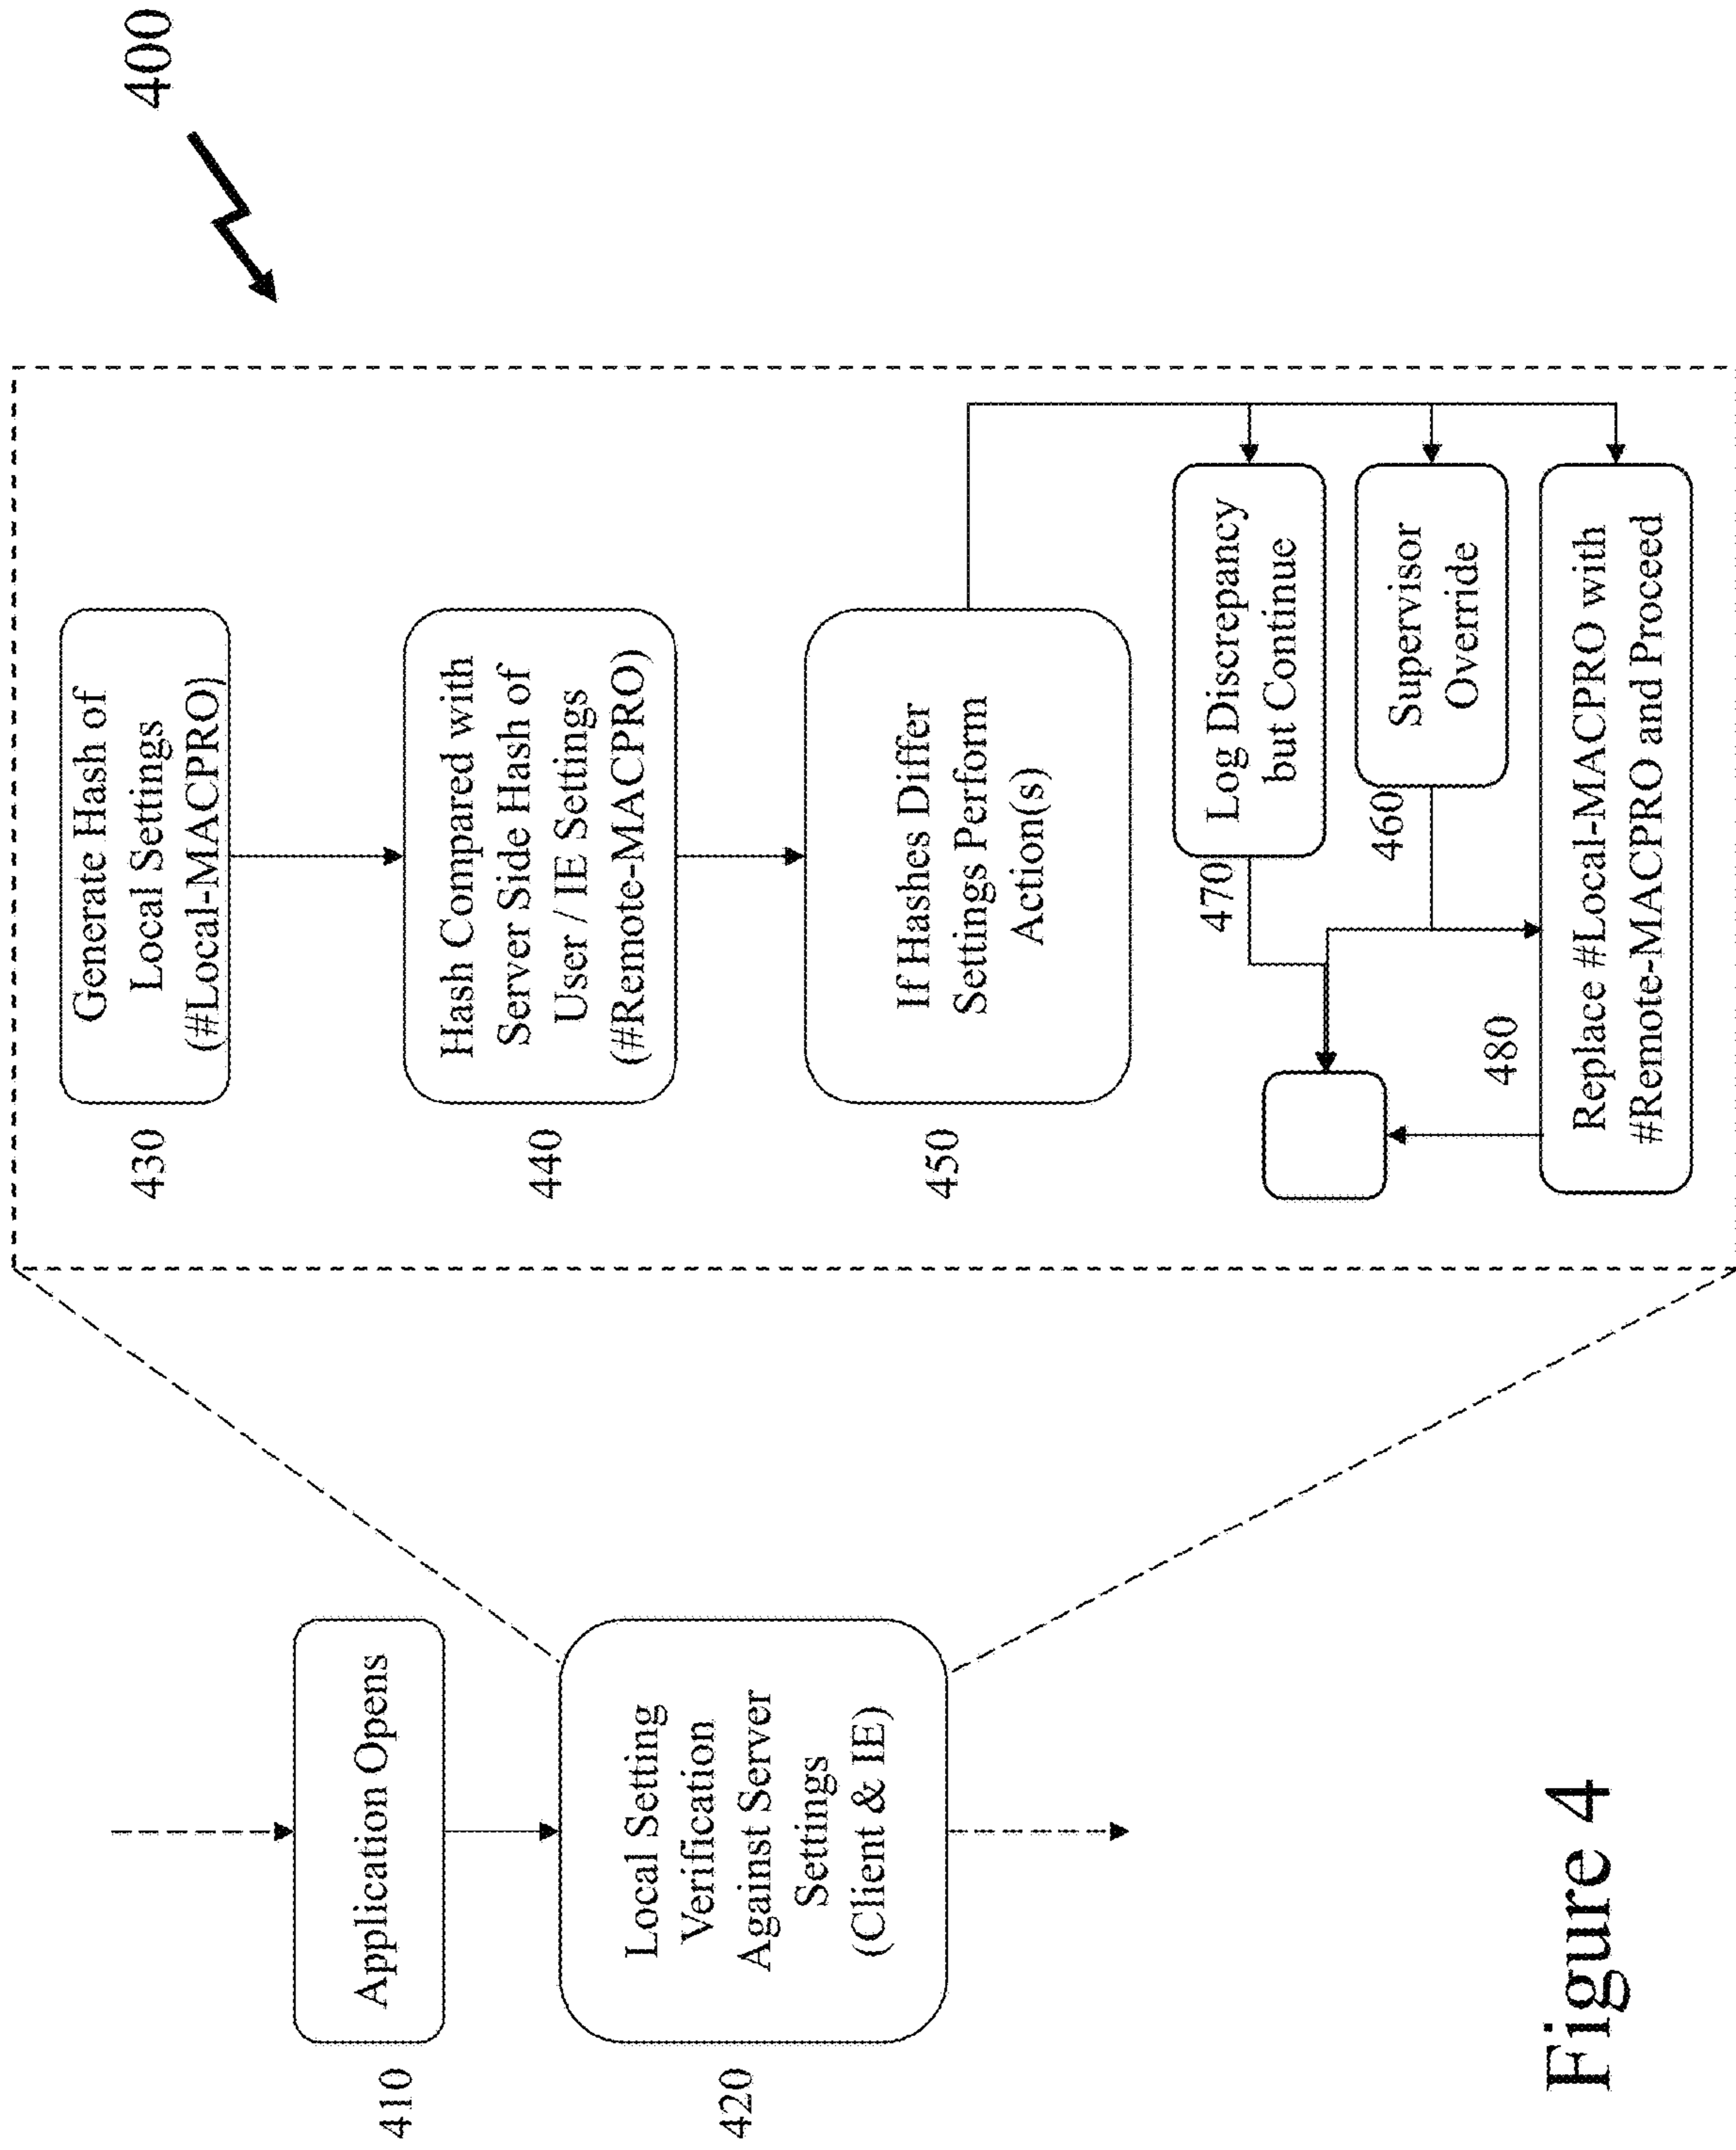 400
410
Application Opens
420
Local Setting
Verification
Against Server
Settings
(Client & IE)
430
Generate Hash of
Local Settings
(#Local-MACPRO)
440
Hash Compared with
Server Side Hash of
User / IE Settings
(#Remote-MACPRO)
450
If Hashes Differ
Settings Perform
Action(s)
470
Log Discrepancy
but Continue
460
Supervisor
Override
480
Replace #Local-MACPRO with
#Remote-MACPRO and Proceed
Figure 4